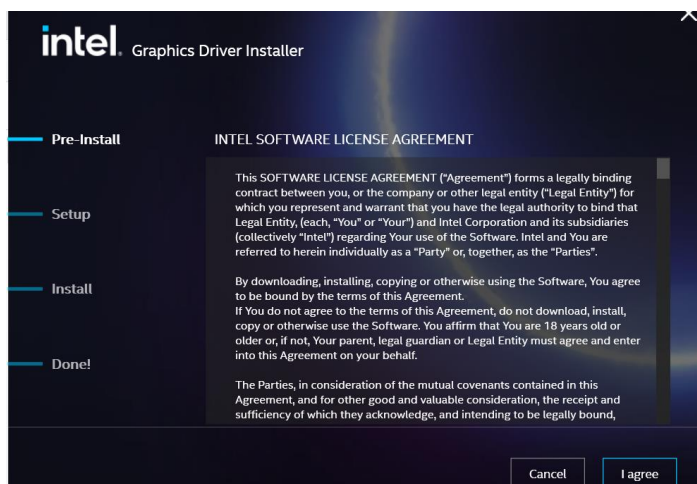 intel. Graphics Driver Installer
Pre-Install
Setup
Install
Done!
INTEL SOFTWARE LICENSE AGREEMENT
This SOFTWARE LICENSE AGREEMENT (“Agreement”) forms a legally binding
contract between you, or the company or other legal entity (“Legal Entity”) for
which you represent and warrant that you have the legal authority to bind that
Legal Entity, (each, “You” or “Your”) and Intel Corporation and its subsidiaries
(collectively “Intel”) regarding Your use of the Software. Intel and You are
referred to herein individually as a “Party” or, together, as the “Parties”.
By downloading, installing, copying or otherwise using the Software, You agree
to be bound by the terms of this Agreement.
If You do not agree to the terms of this Agreement, do not download, install,
copy or otherwise use the Software. You affirm that You are 18 years old or
older or, if not, Your parent, legal guardian or Legal Entity must agree and enter
into this Agreement on your behalf.
The Parties, in consideration of the mutual covenants contained in this
Agreement, and for other good and valuable consideration, the receipt and
sufficiency of which they acknowledge, and intending to be legally bound,
Cancel
I agree